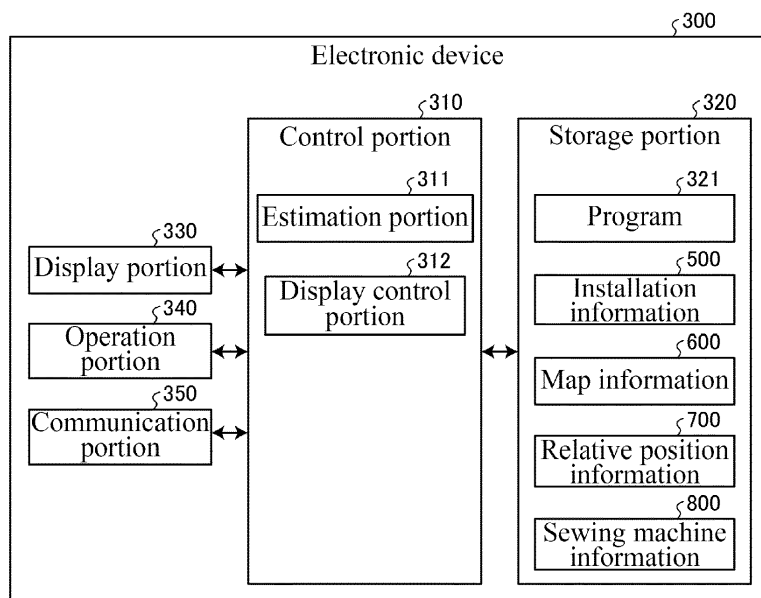 300
Electronic device
310
Control portion
311
Estimation portion
312
Display control
portion
320
Storage portion
321
Program
500
Installation
information
600
Map information
700
Relative position
information
800
Sewing machine
information
330
Display portion
340
Operation
portion
350
Communication
portion